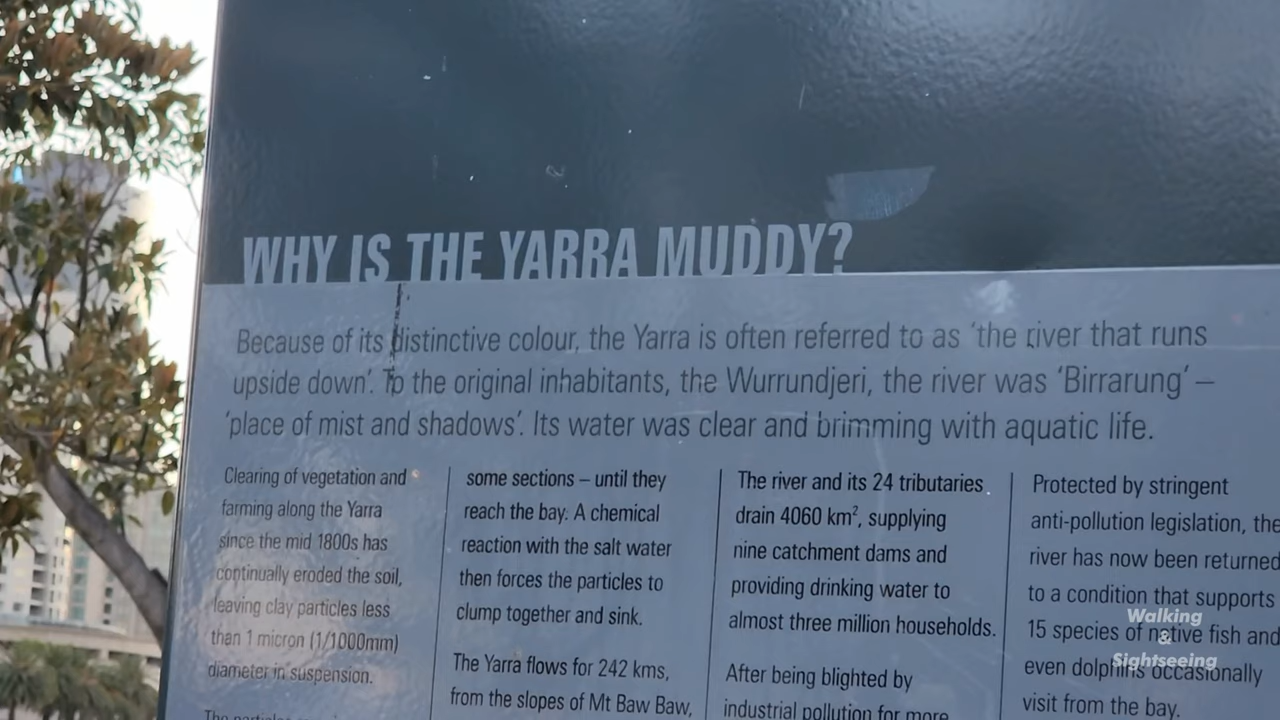 WHY IS THE YARRA MUDDY?
Because of its distinctive colour, the Yarra is often referred to as ‘the river that runs
upside down’. To the original inhabitants, the Wurrundjeri, the river was ‘Birrarung’ –
‘place of mist and shadows’. Its water was clear and brimming with aquatic life.
Clearing of vegetation and
farming along the Yarra
since the mid 1800s has
continually eroded the soil,
leaving clay particles less
than 1 micron (1/1000mm)
diameter in suspension.
some sections – until they
reach the bay. A chemical
reaction with the salt water
then forces the particles to
clump together and sink.
The Yarra flows for 242 kms,
from the slopes of Mt Baw Baw,
The river and its 24 tributaries
drain 4060 km², supplying
nine catchment dams and
providing drinking water to
almost three million households.
After being blighted by
industrial pollution for more
Protected by stringent
anti-pollution legislation, the
river has now been returned
to a condition that supports
15 species of native fish and
even dolphins occasionally
visit from the bay.
Walking
&
Sightseeing